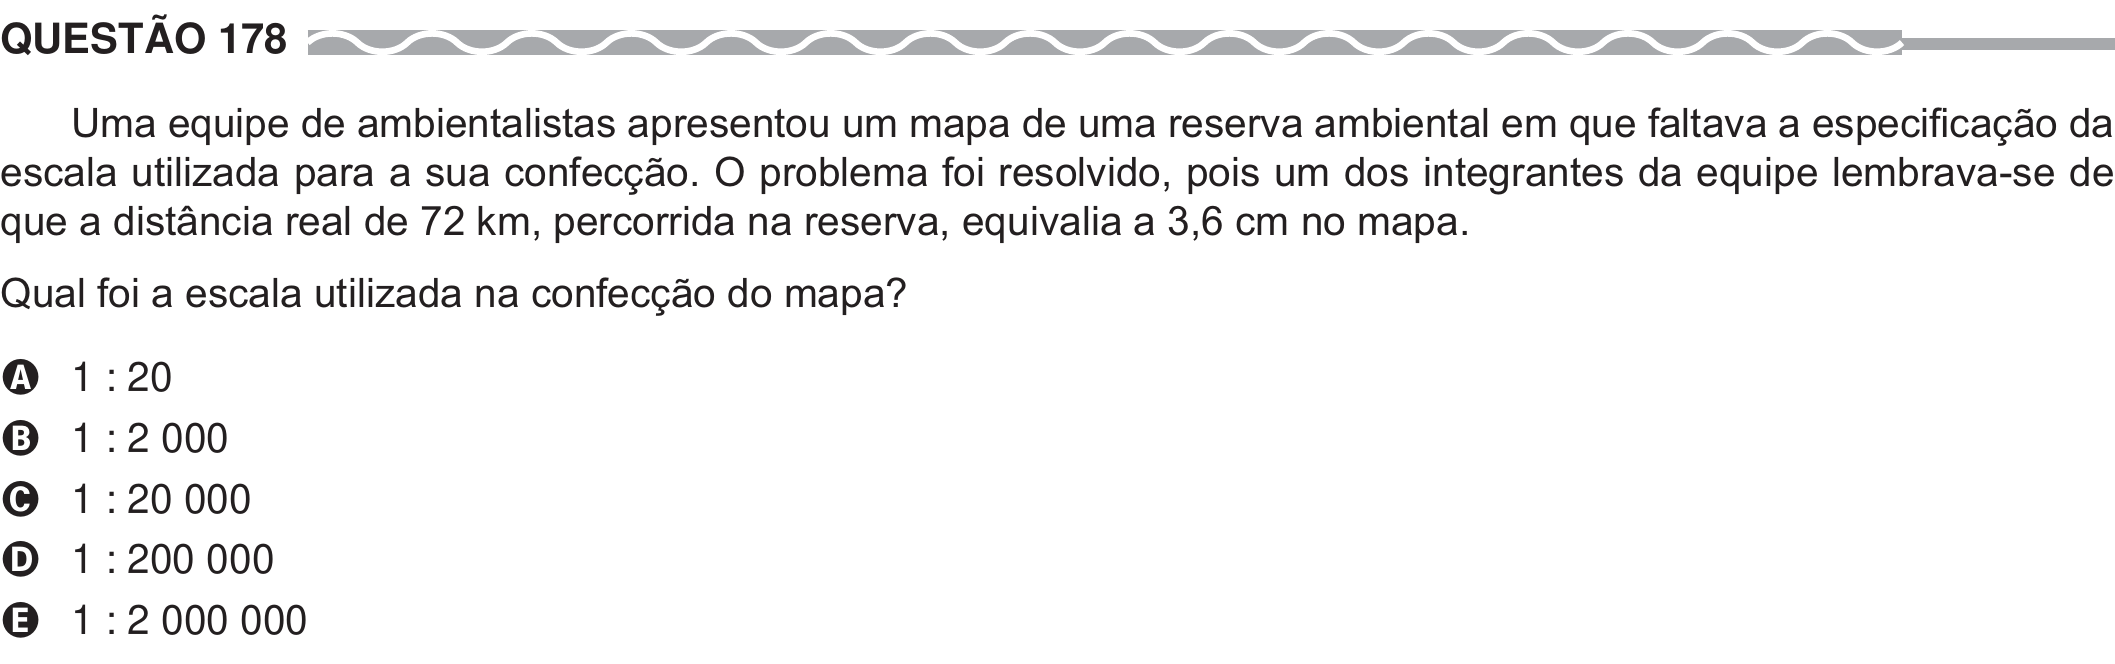 QUESTÃO 178
Uma equipe de ambientalistas apresentou um mapa de uma reserva ambiental em que faltava a especificação da
escala utilizada para a sua confecção. O problema foi resolvido, pois um dos integrantes da equipe lembrava-se de
que a distância real de 72 km, percorrida na reserva, equivalia a 3,6 cm no mapa.
Qual foi a escala utilizada na confecção do mapa?
A 1 : 20
B 1 : 2 000
C 1 : 20 000
D 1 : 200 000
E 1 : 2 000 000